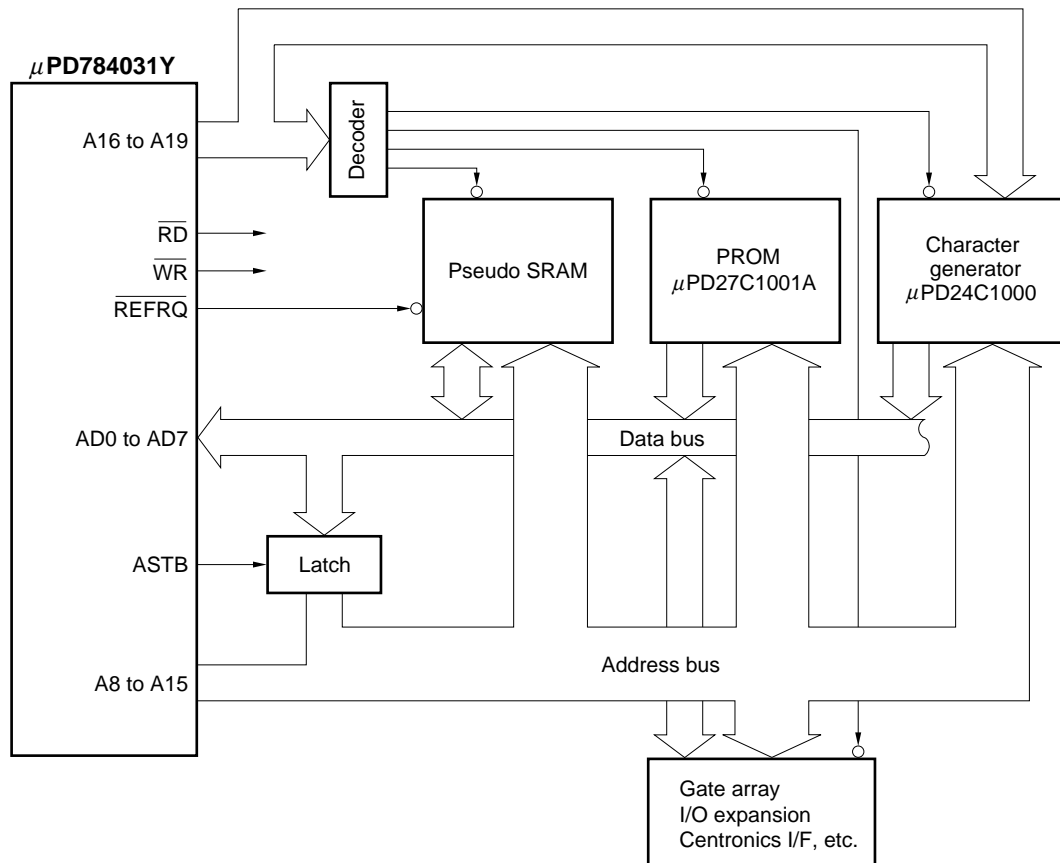 μPD784031Y
A16 to A19
Decoder
RD
WR
REFRQ
Pseudo SRAM
PROM
μPD27C1001A
Character
generator
μPD24C1000
AD0 to AD7
Data bus
ASTB
Latch
Address bus
A8 to A15
Gate array
I/O expansion
Centronics I/F, etc.